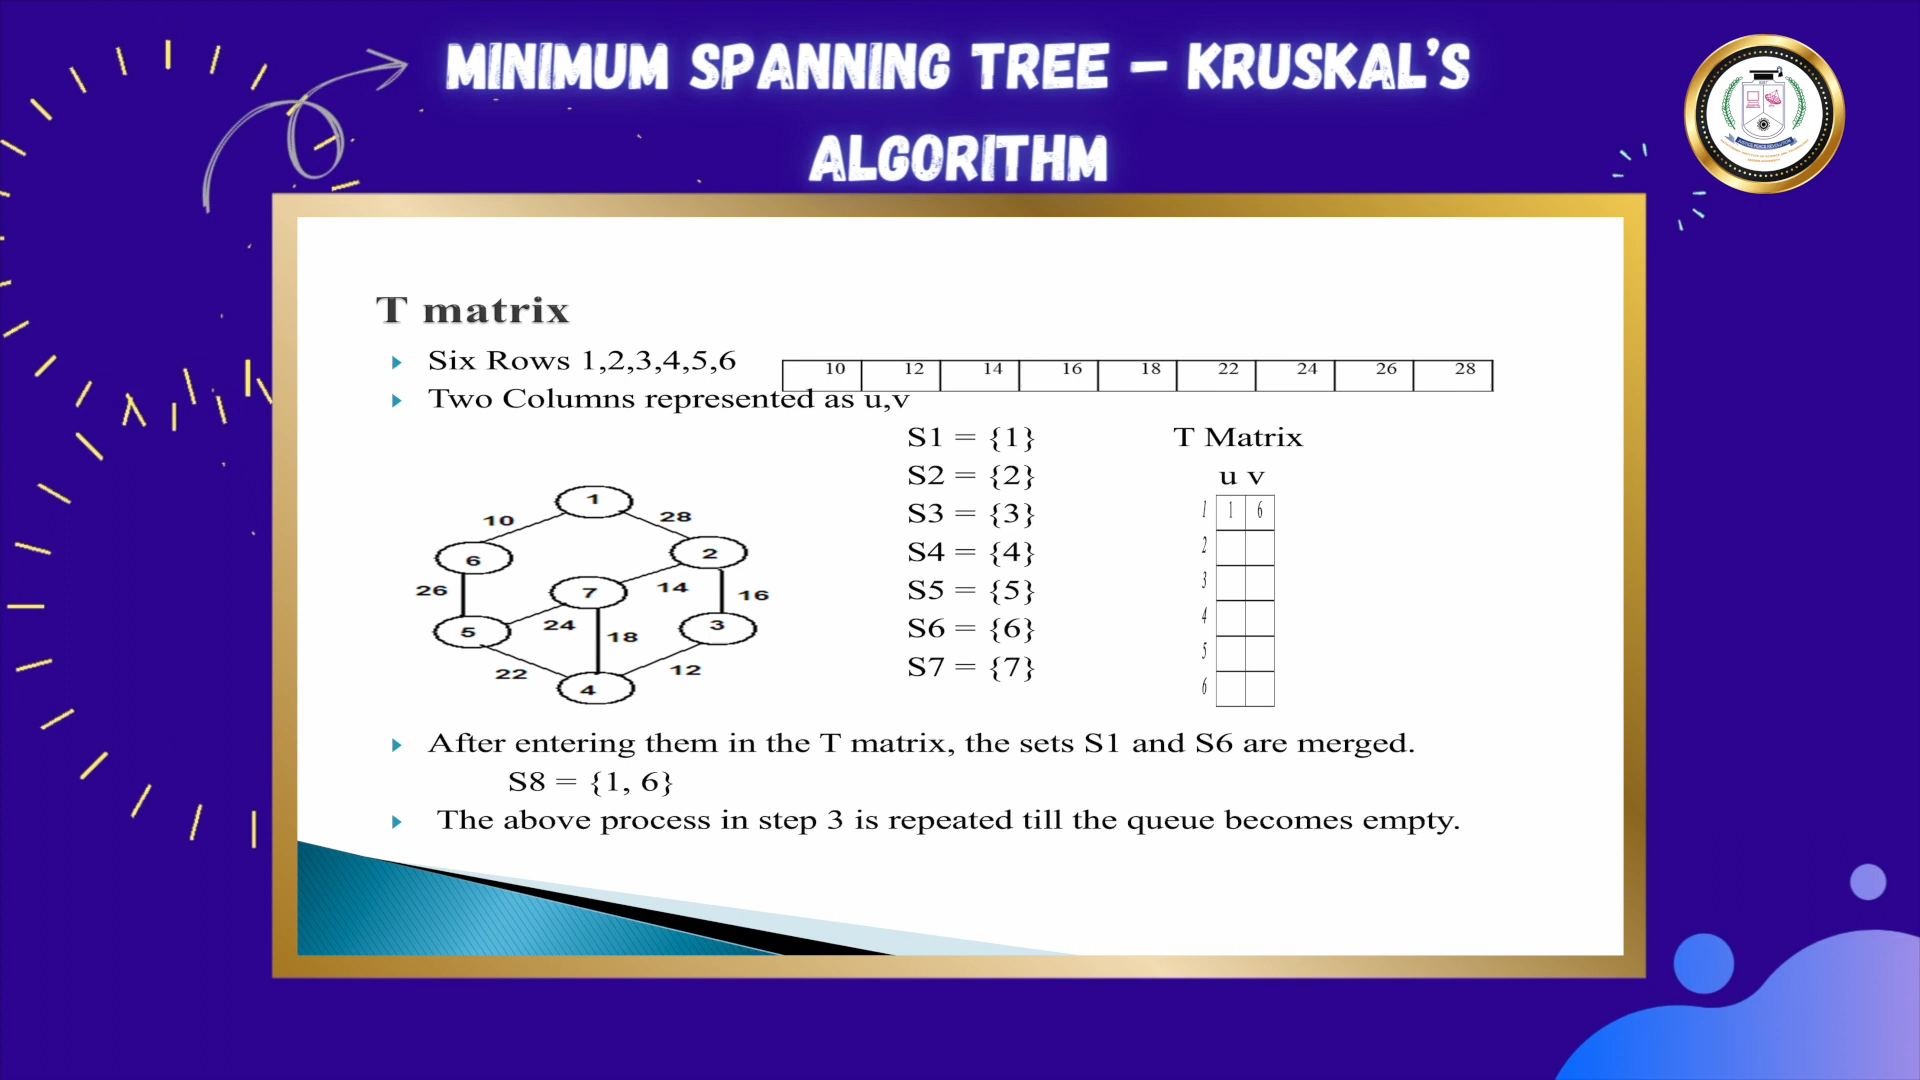 MINIMUM SPANNING TREE – KRUSKAL'S
ALGORITHM
T matrix
Six Rows 1,2,3,4,5,6
10 12 14 16 18 22 24 26 28
Two Columns represented as u,v
S1 = {1}
S2 = {2}
S3 = {3}
S4 = {4}
S5 = {5}
S6 = {6}
S7 = {7}
T Matrix
u v
1 1 6
2
3
4
5
6
1
10 28
6 2
26 7 14 16
5 24 18 3
22 12
4
After entering them in the T matrix, the sets S1 and S6 are merged.
S8 = {1, 6}
The above process in step 3 is repeated till the queue becomes empty.